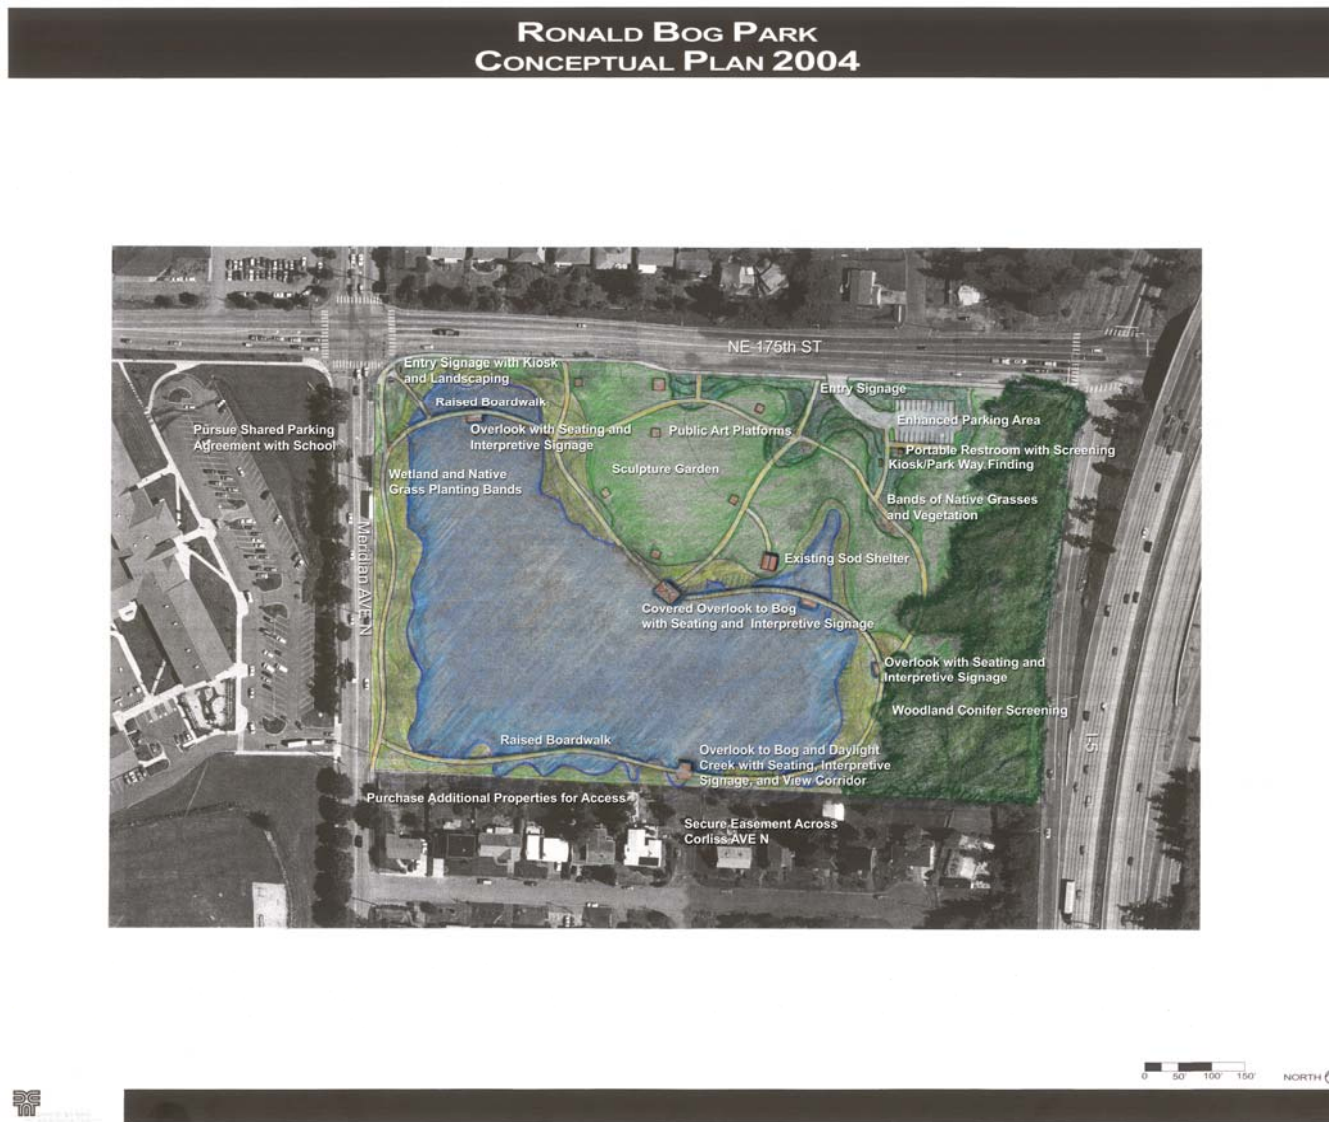 RONALD BOG PARK
CONCEPTUAL PLAN 2004
NE 175th ST
Entry Signage with Kiosk
and Landscaping
Raised Boardwalk
Overlook with Seating and
Interpretive Signage
Public Art Platforms
Entry Signage
Enhanced Parking Area
Pursue Shared Parking
Agreement with School
Portable Restroom with Screening
Kiosk/Park Way Finding
Sculpture Garden
Wetland and Native
Grass Planting Bands
Bands of Native Grasses
and Vegetation
Meridian AVE N
Existing Sod Shelter
Covered Overlook to Bog
with Seating and Interpretive Signage
Overlook with Seating and
Interpretive Signage
Woodland Conifer Screening
I-5
Raised Boardwalk
Overlook to Bog and Daylight
Creek with Seating, Interpretive
Signage, and View Corridor
Purchase Additional Properties for Access
Secure Easement Across
Corliss AVE N
0 50' 100' 150'
NORTH